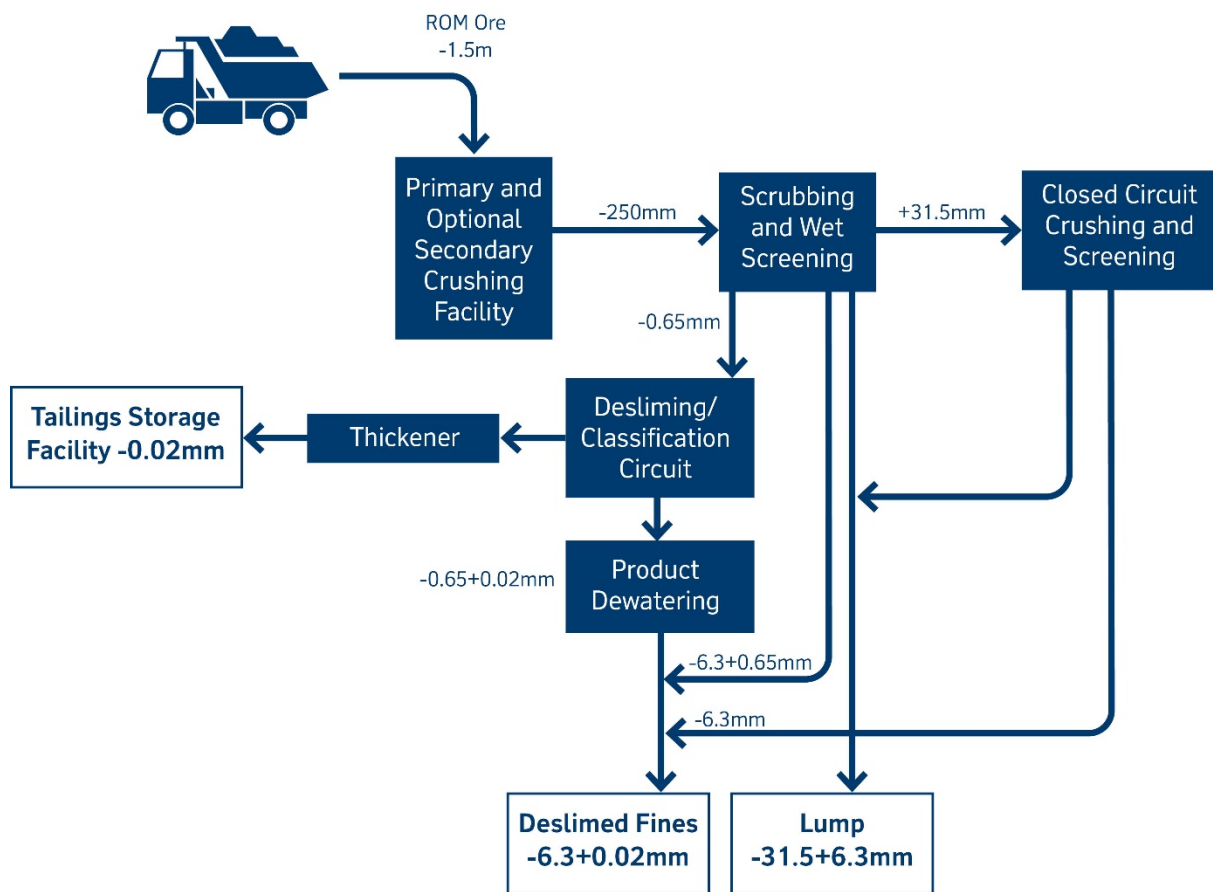 ROM Ore
-1.5m
Primary and
Optional
Secondary
Crushing
Facility
-250mm
Scrubbing
and Wet
Screening
+31.5mm
Closed Circuit
Crushing and
Screening
-0.65mm
Tailings Storage
Facility -0.02mm
Thickener
Desliming/
Classification
Circuit
-0.65+0.02mm
Product
Dewatering
-6.3+0.65mm
-6.3mm
Deslimed Fines
-6.3+0.02mm
Lump
-31.5+6.3mm